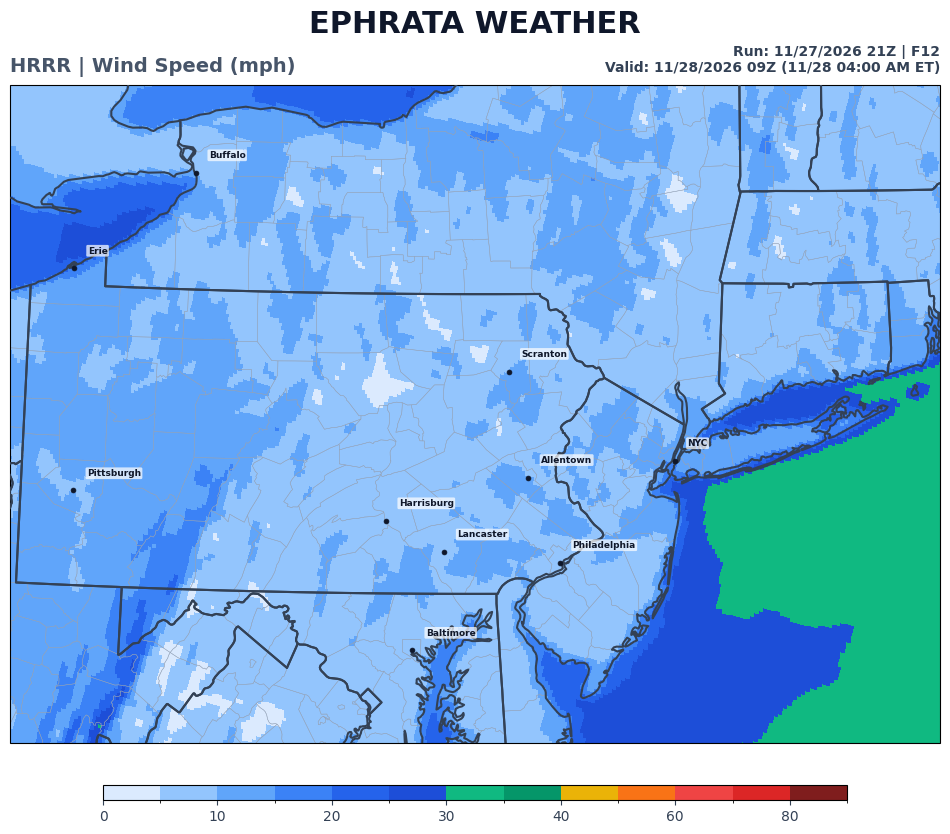 EPHRATA WEATHER
HRRR | Wind Speed (mph)
Run: 11/27/2026 21Z | F12
Valid: 11/28/2026 09Z (11/28 04:00 AM ET)
Buffalo
Erie
Scranton
NYC
Allentown
Pittsburgh
Harrisburg
Lancaster
Philadelphia
Baltimore
0 10 20 30 40 50 60 70 80